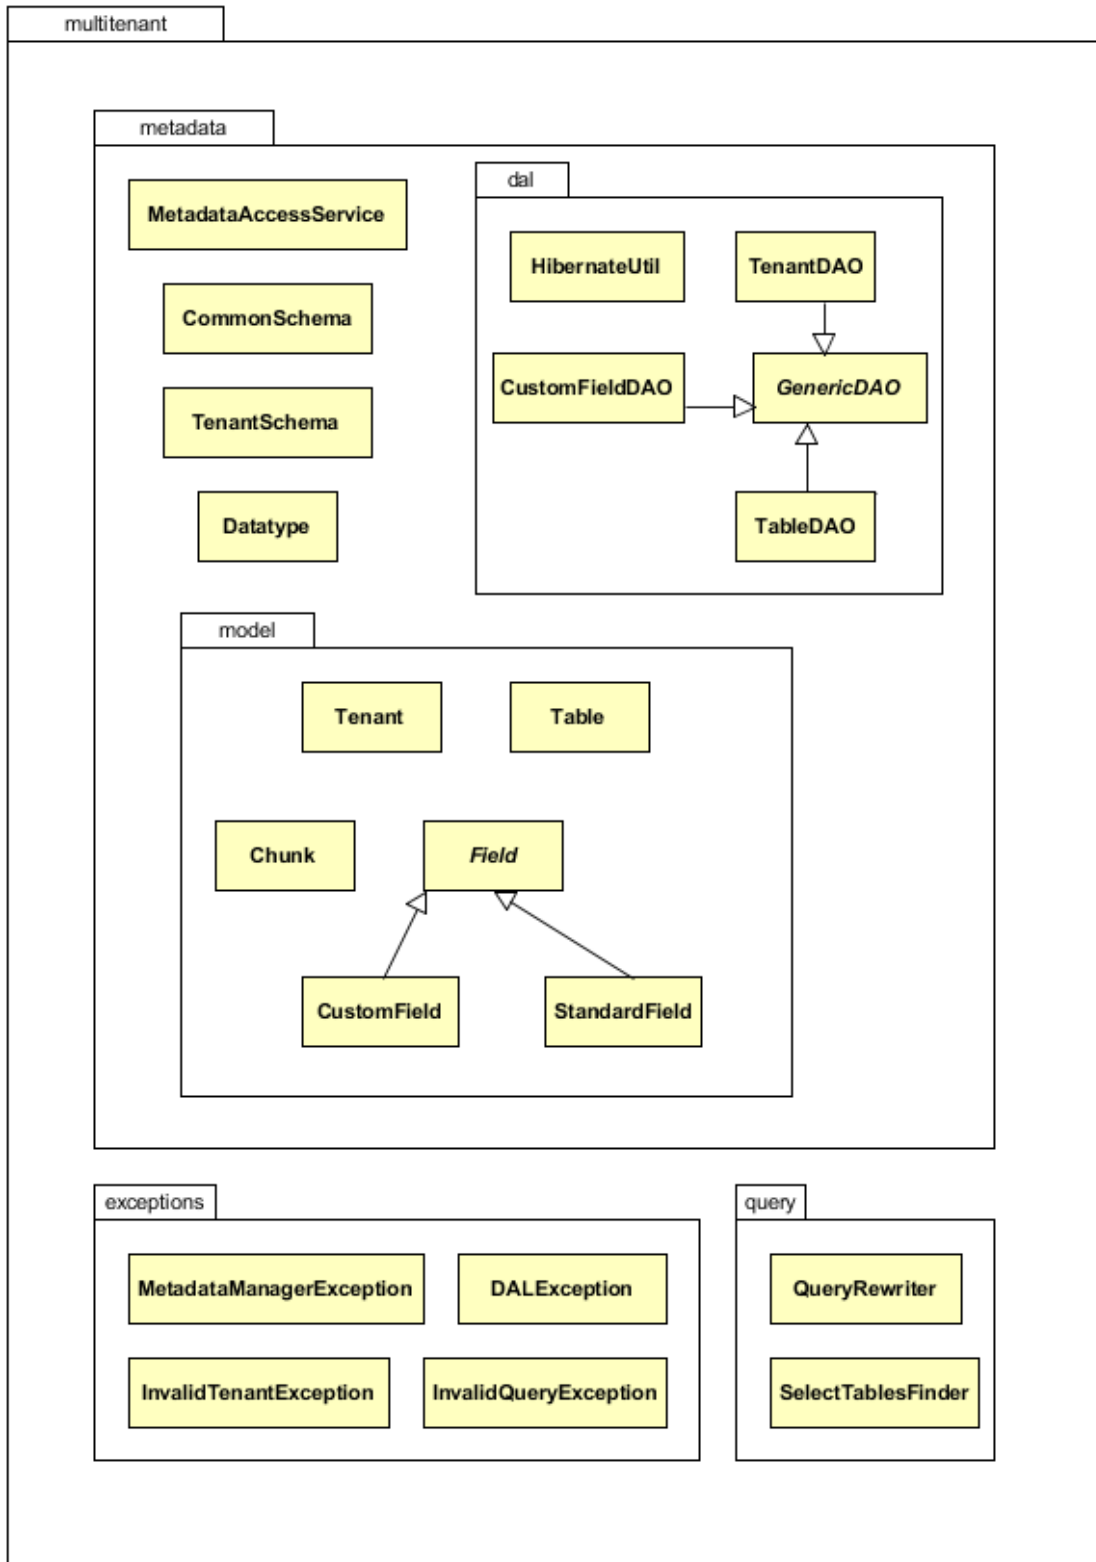 multitenant
metadata
MetadataAccessService
CommonSchema
TenantSchema
Datatype
dal
HibernateUtil
TenantDAO
CustomFieldDAO
GenericDAO
TableDAO
model
Tenant
Table
Chunk
Field
CustomField
StandardField
exceptions
MetadataManagerException
DALException
InvalidTenantException
InvalidQueryException
query
QueryRewriter
SelectTablesFinder